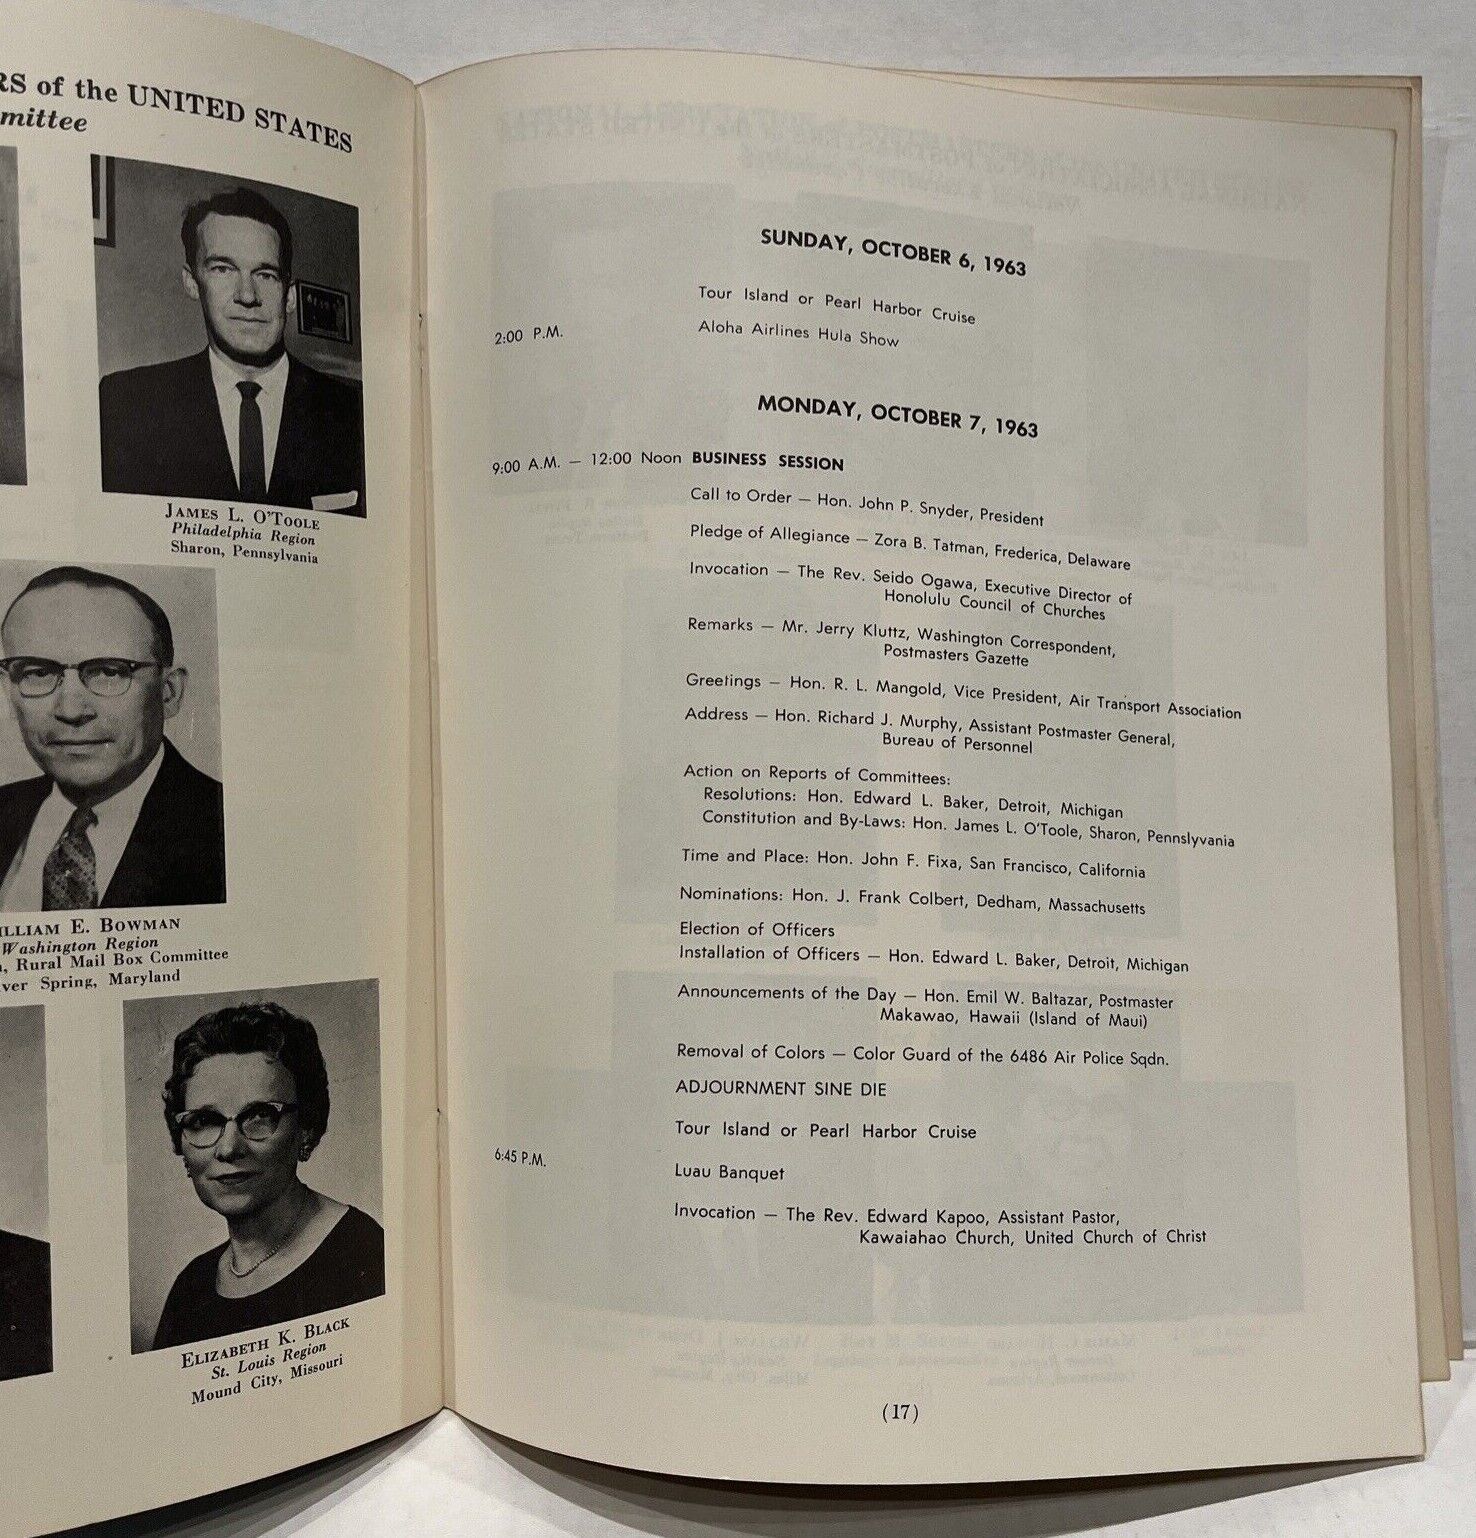 RS of the UNITED STATES
mmittee
JAMES L. O'TOOLE
Philadelphia Region
Sharon, Pennsylvania
ILLIAM E. BOWMAN
Washington Region
, Rural Mail Box Committee
ver Spring, Maryland
ELIZABETH K. BLACK
St. Louis Region
Mound City, Missouri
SUNDAY, OCTOBER 6, 1963
Tour Island or Pearl Harbor Cruise
2:00 P.M. Aloha Airlines Hula Show
MONDAY, OCTOBER 7, 1963
9:00 A.M. — 12:00 Noon BUSINESS SESSION
Call to Order — Hon. John P. Snyder, President
Pledge of Allegiance — Zora B. Tatman, Frederica, Delaware
Invocation — The Rev. Seido Ogawa, Executive Director of
Honolulu Council of Churches
Remarks — Mr. Jerry Kluttz, Washington Correspondent,
Postmasters Gazette
Greetings — Hon. R. L. Mangold, Vice President, Air Transport Association
Address — Hon. Richard J. Murphy, Assistant Postmaster General,
Bureau of Personnel
Action on Reports of Committees:
Resolutions: Hon. Edward L. Baker, Detroit, Michigan
Constitution and By-Laws: Hon. James L. O'Toole, Sharon, Pennslyvania
Time and Place: Hon. John F. Fixa, San Francisco, California
Nominations: Hon. J. Frank Colbert, Dedham, Massachusetts
Election of Officers
Installation of Officers — Hon. Edward L. Baker, Detroit, Michigan
Announcements of the Day — Hon. Emil W. Baltazar, Postmaster
Makawao, Hawaii (Island of Maui)
Removal of Colors — Color Guard of the 6486 Air Police Sqdn.
ADJOURNMENT SINE DIE
Tour Island or Pearl Harbor Cruise
6:45 P.M. Luau Banquet
Invocation — The Rev. Edward Kapoo, Assistant Pastor,
Kawaiahao Church, United Church of Christ
(17)